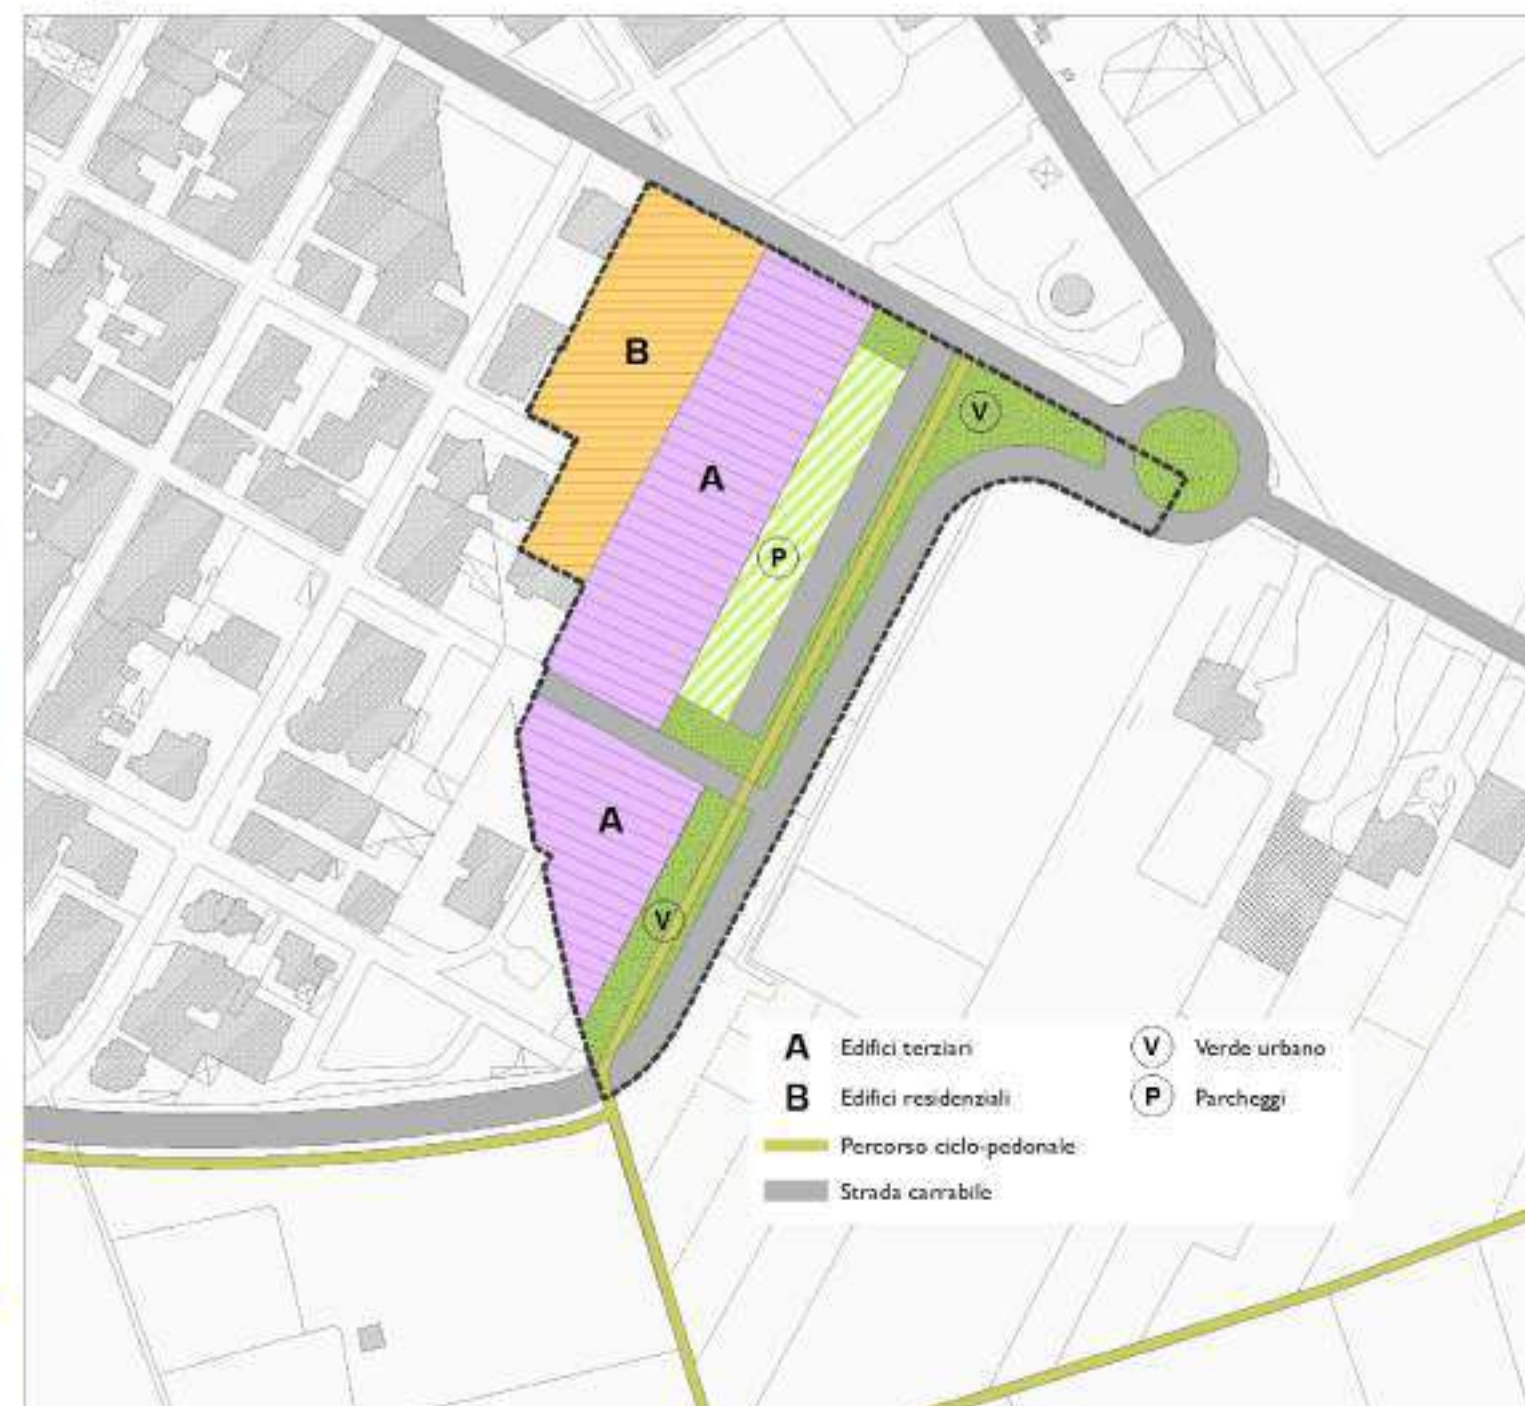 B
V
A
P
A
V
A Edifici terziari
V Verde urbano
B Edifici residenziali
P Parcheggi
Percorso ciclo-pedonale
Strada carrabile